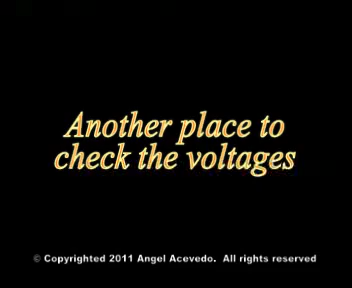 Another place to
check the voltages
© Copyrighted 2011 Angel Acevedo.  All rights reserved